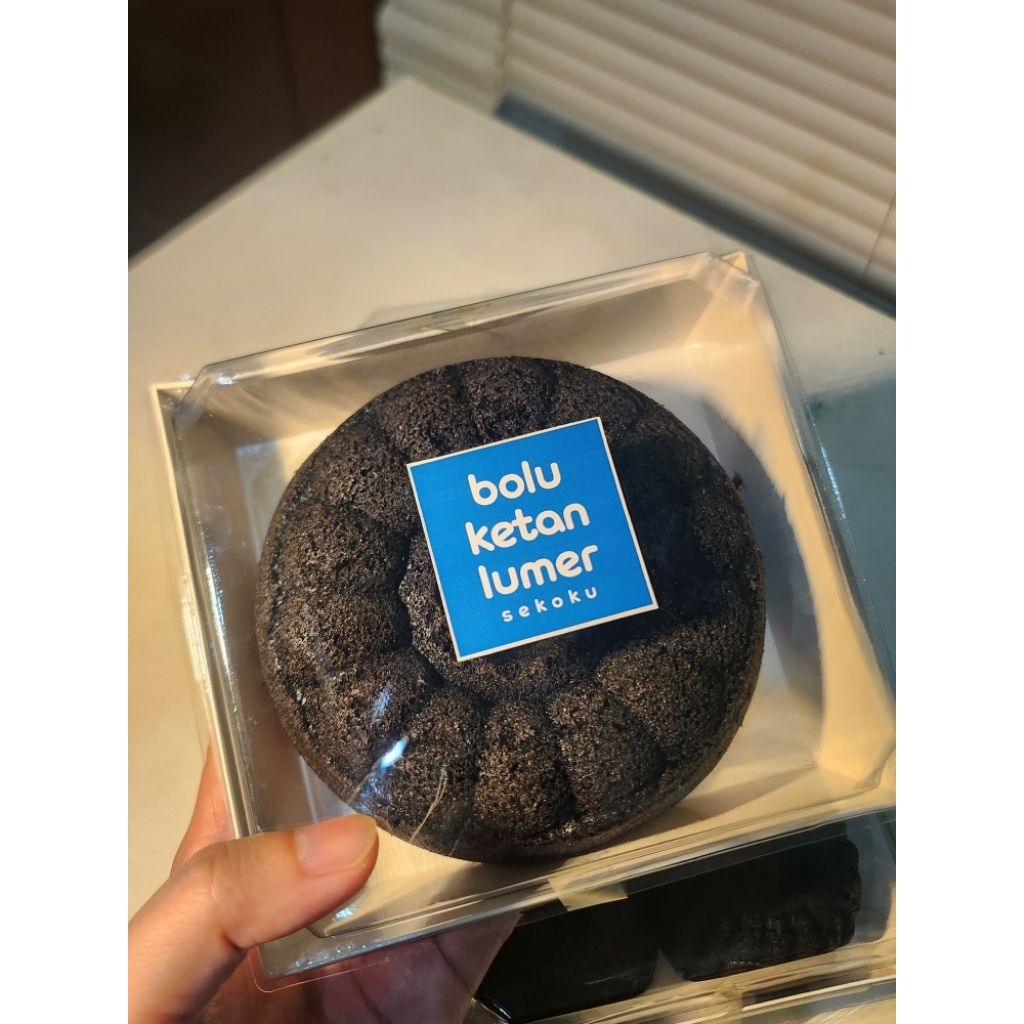 bolu
ketan
lumer
sekoku